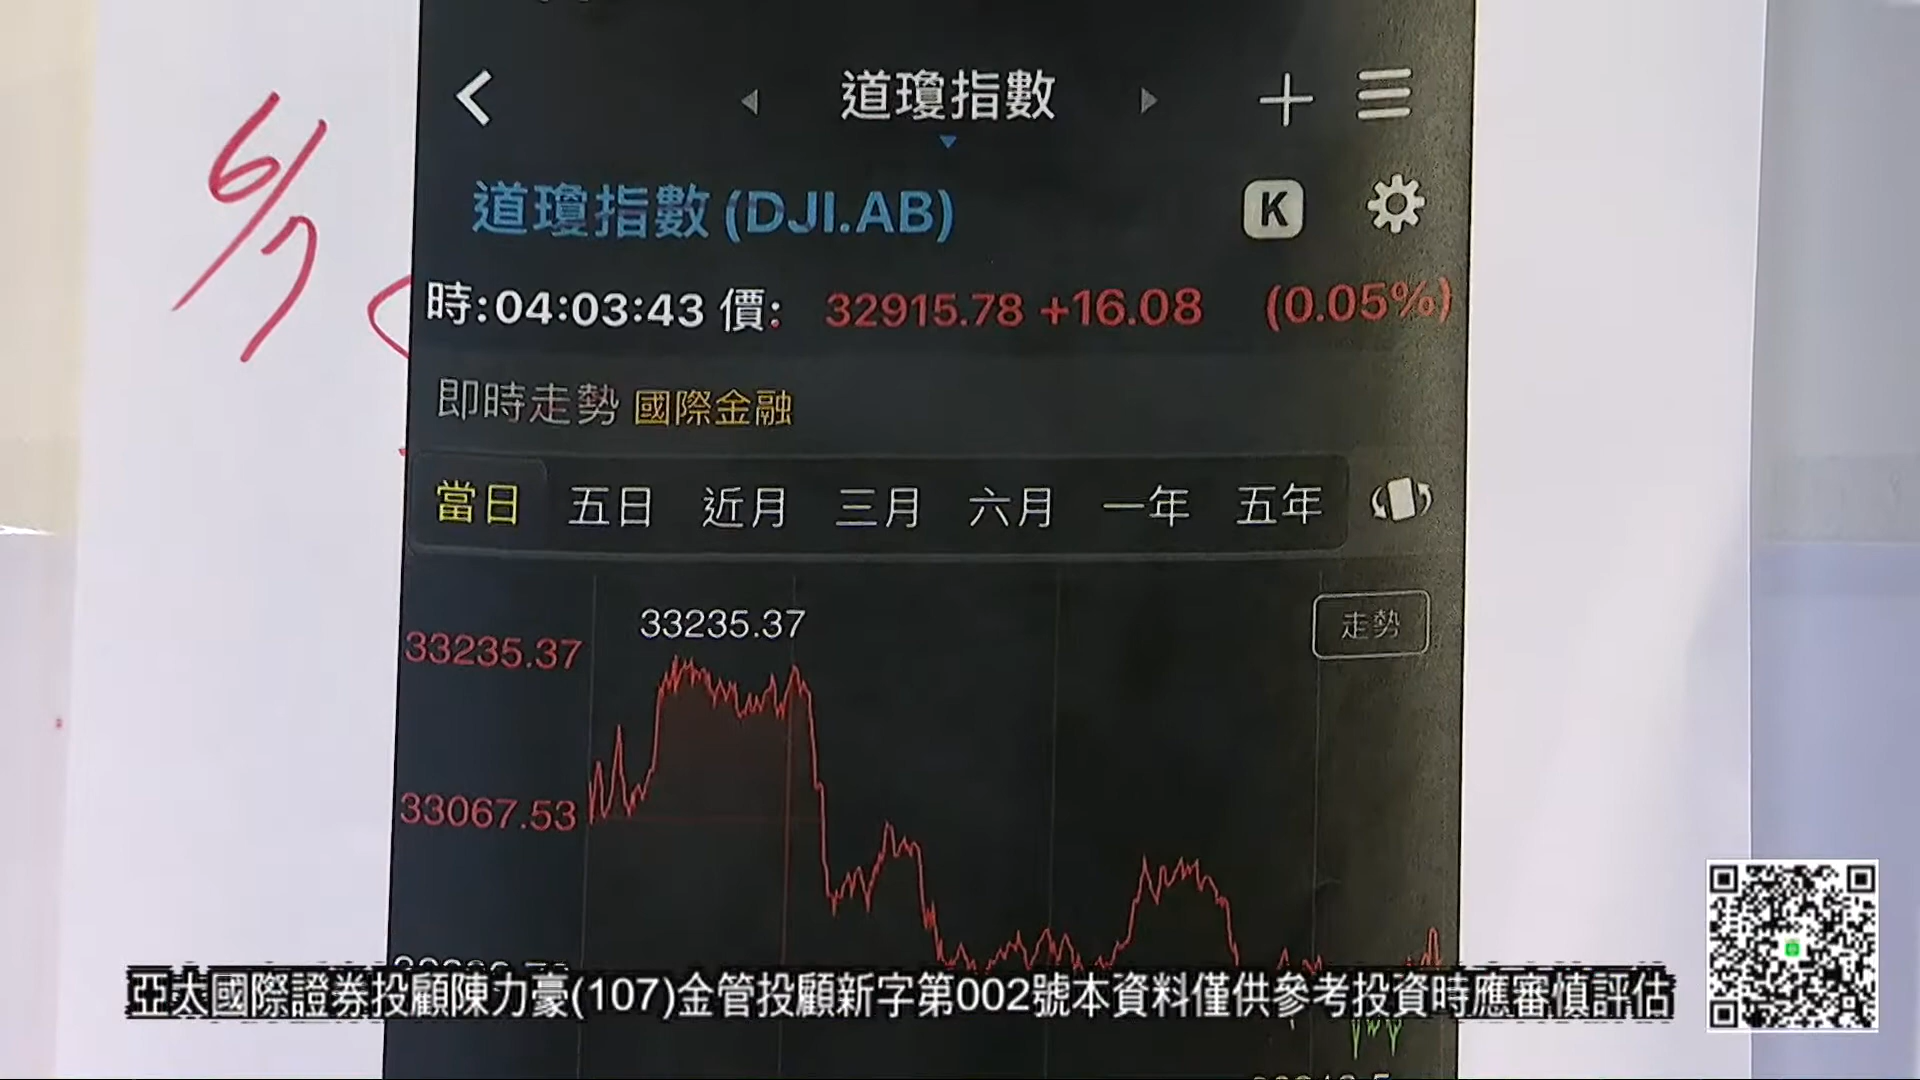 6/7
道瓊指數
道瓊指數 (DJI.AB)
K
時:04:03:43 價: 32915.78 +16.08 (0.05%)
即時走勢 國際金融
當日 五日 近月 三月 六月 一年 五年
走勢
33235.37
33235.37
33067.53
亞太國際證券投顧陳力豪(107)金管投顧新字第002號本資料僅供參考投資時應審慎評估